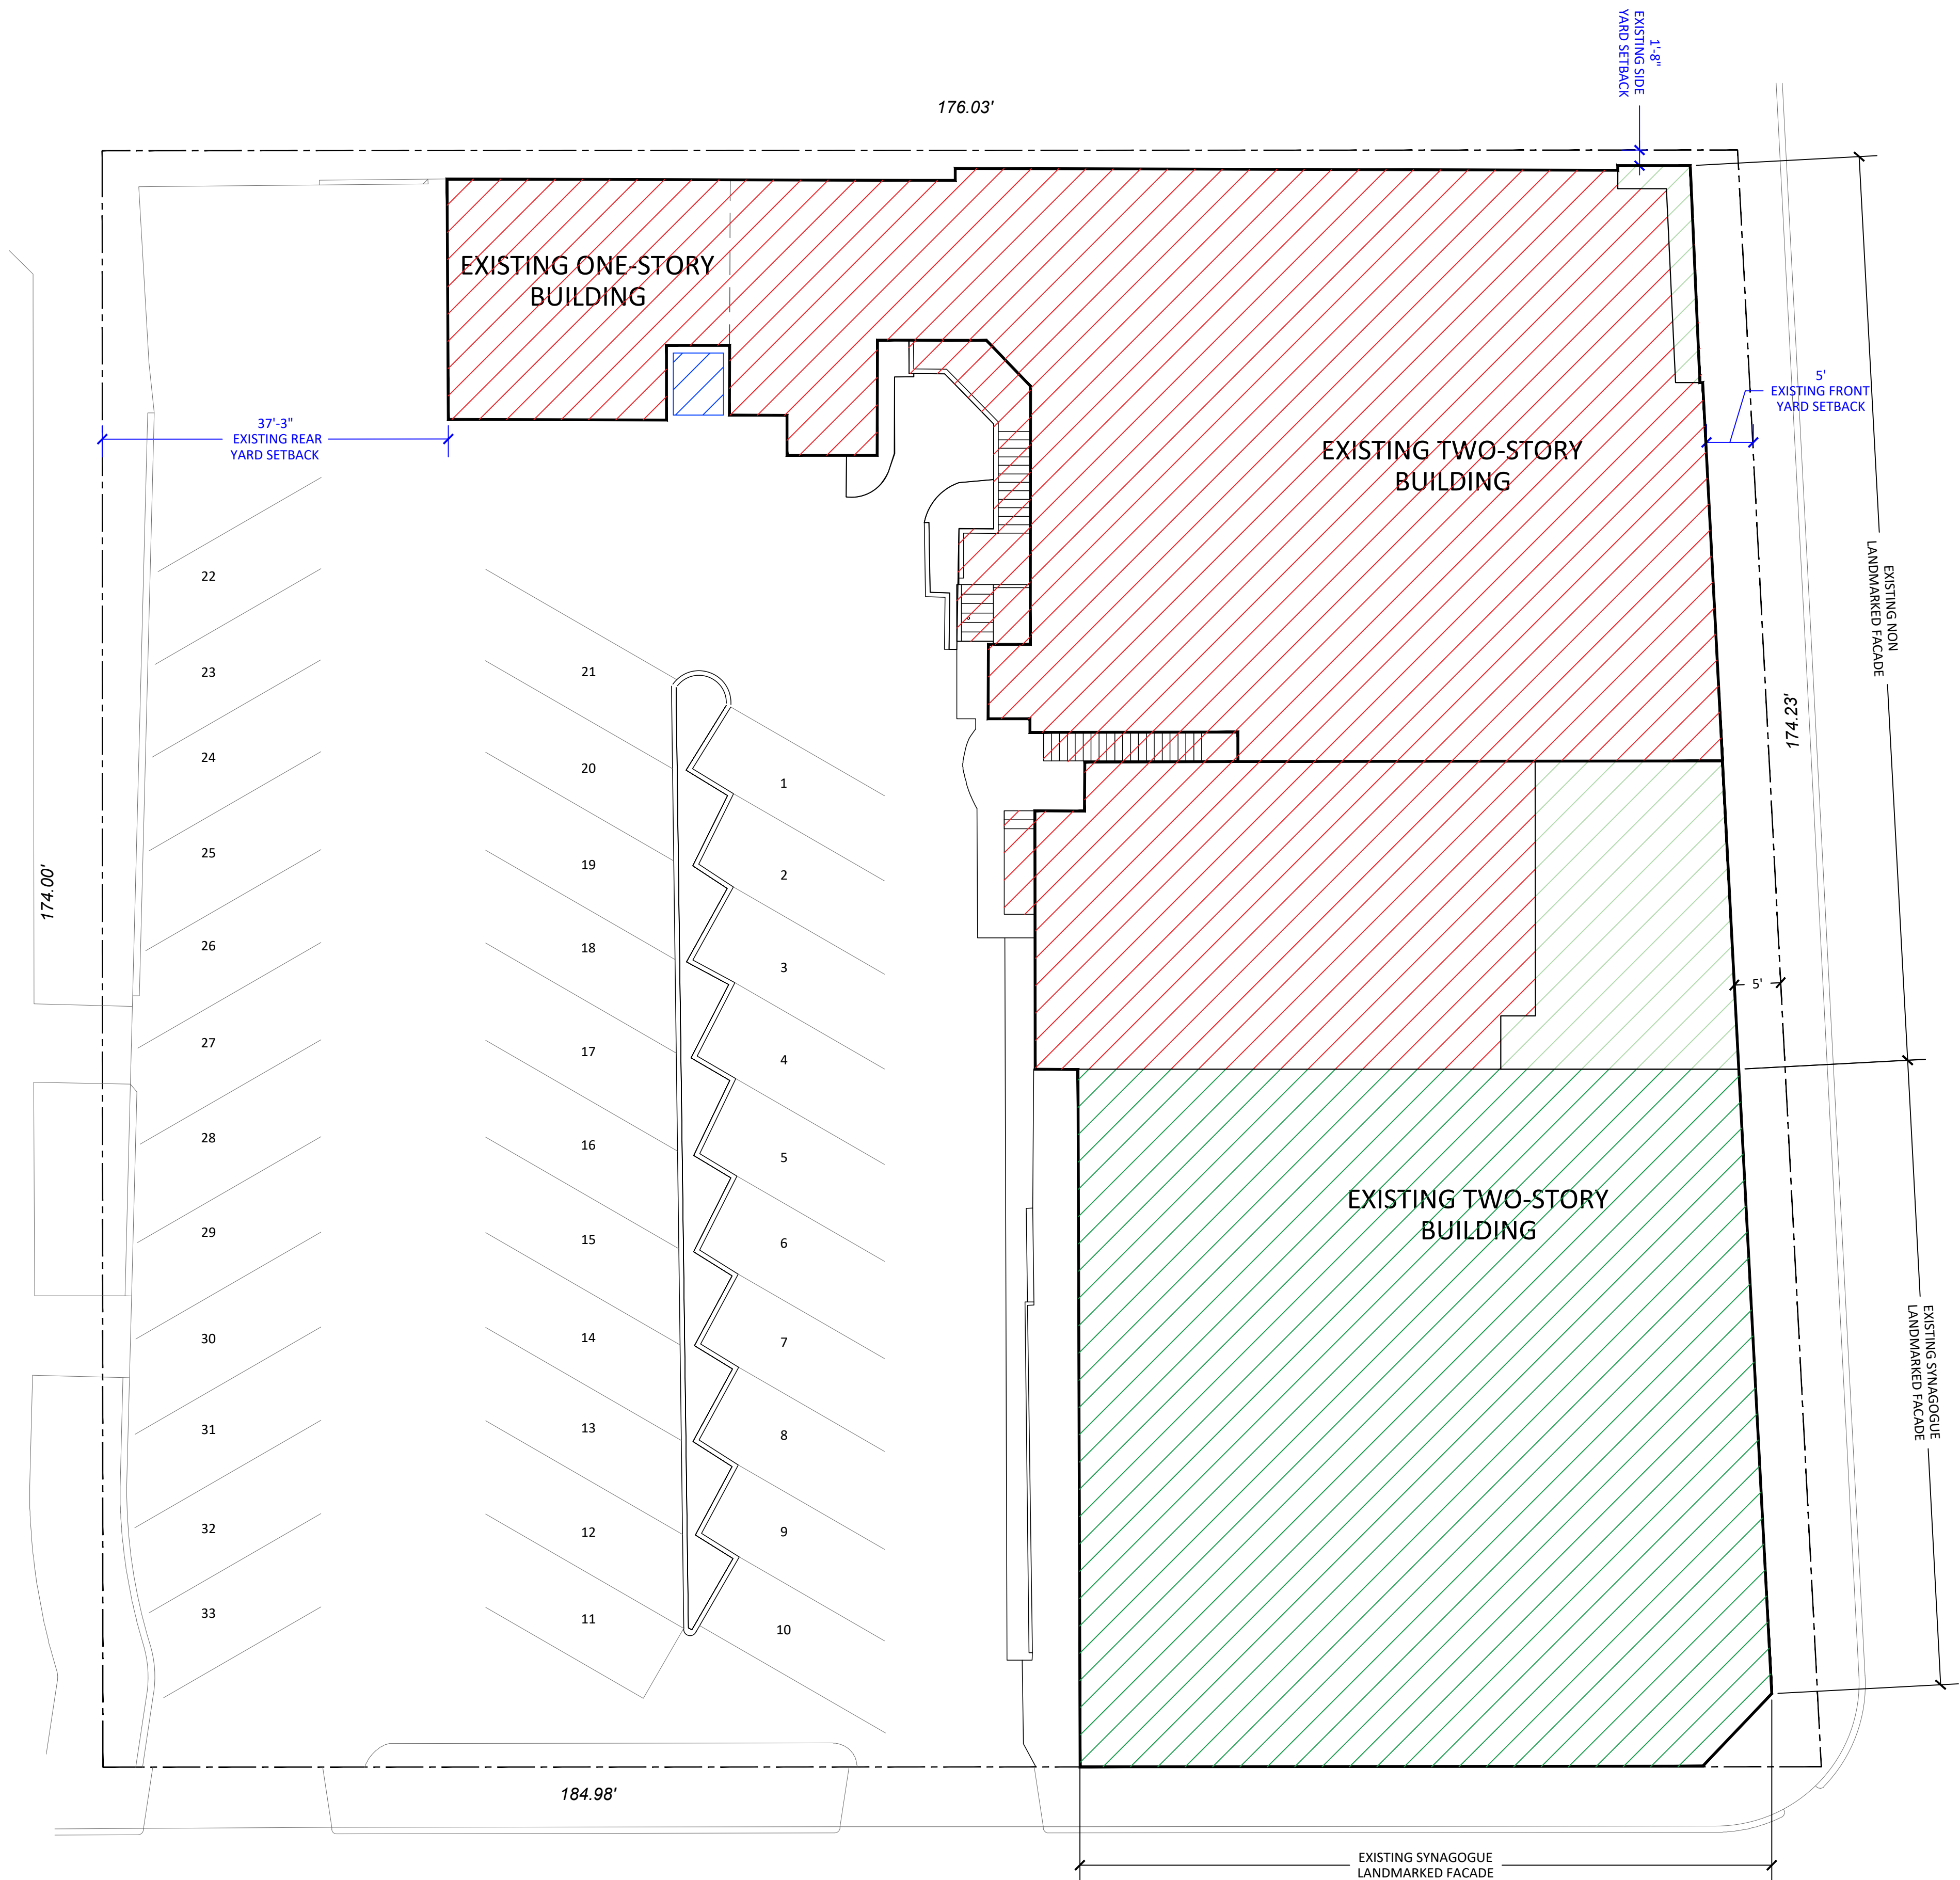 1'-8"
EXISTING SIDE
YARD SETBACK
176.03'
EXISTING ONE-STORY
BUILDING
EXISTING TWO-STORY
BUILDING
5'
EXISTING FRONT
YARD SETBACK
37'-3"
EXISTING REAR
YARD SETBACK
EXISTING NON
LANDMARKED FACADE
174.23'
174.00'
22
23
24
25
26
27
28
29
30
31
32
33
21
20
19
18
17
16
15
14
13
12
11
1
2
3
4
5
6
7
8
9
10
5'
EXISTING TWO-STORY
BUILDING
EXISTING SYNAGOGUE
LANDMARKED FACADE
184.98'
EXISTING SYNAGOGUE
LANDMARKED FACADE